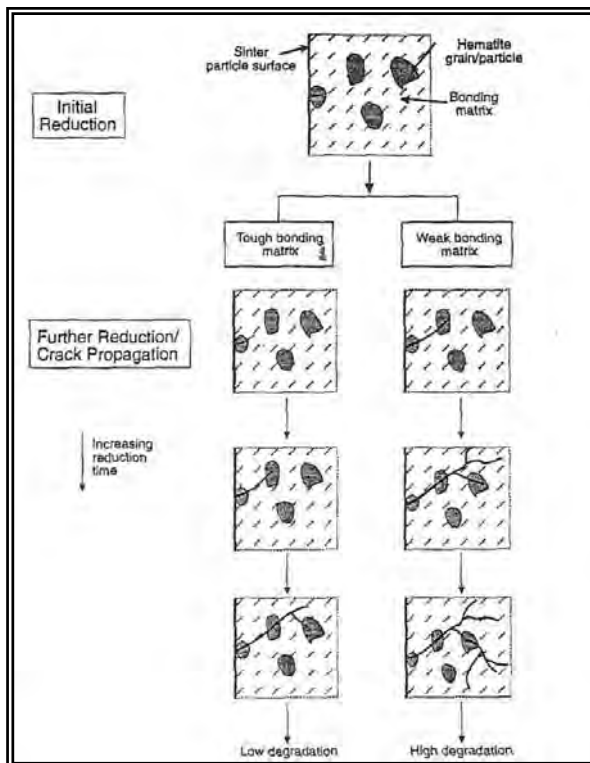 Sinter
particle surface
Hematite
grain/particle
Bonding
matrix
Initial
Reduction
Tough bonding
matrix
Weak bonding
matrix
Further Reduction/
Crack Propagation
Increasing
reduction
time
Low degradation
High degradation